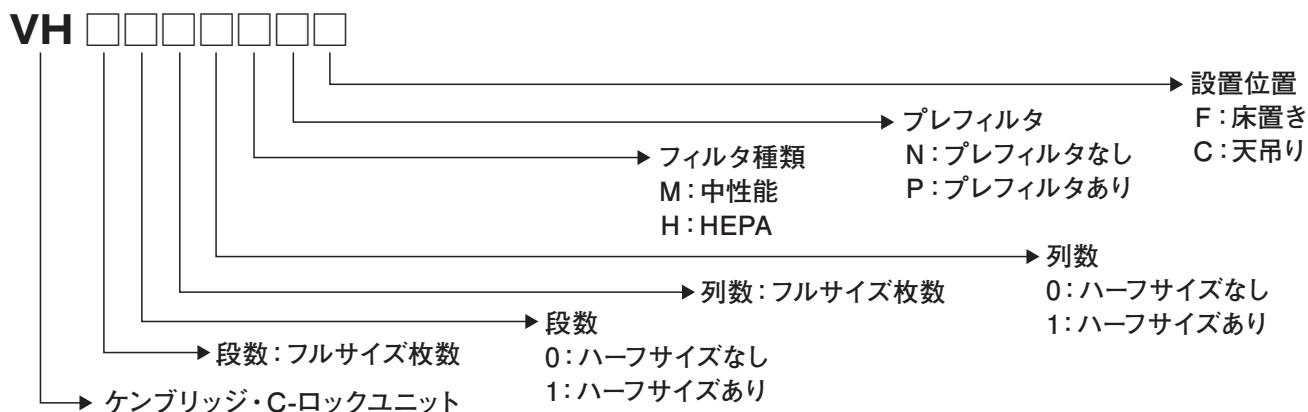 VH □□□□□□□
設置位置
F：床置き
C：天吊り
プレフィルタ
N：プレフィルタなし
P：プレフィルタあり
フィルタ種類
M：中性能
H：HEPA
列数
0：ハーフサイズなし
1：ハーフサイズあり
列数：フルサイズ枚数
段数
0：ハーフサイズなし
1：ハーフサイズあり
段数：フルサイズ枚数
ケンブリッジ・C-ロックユニット